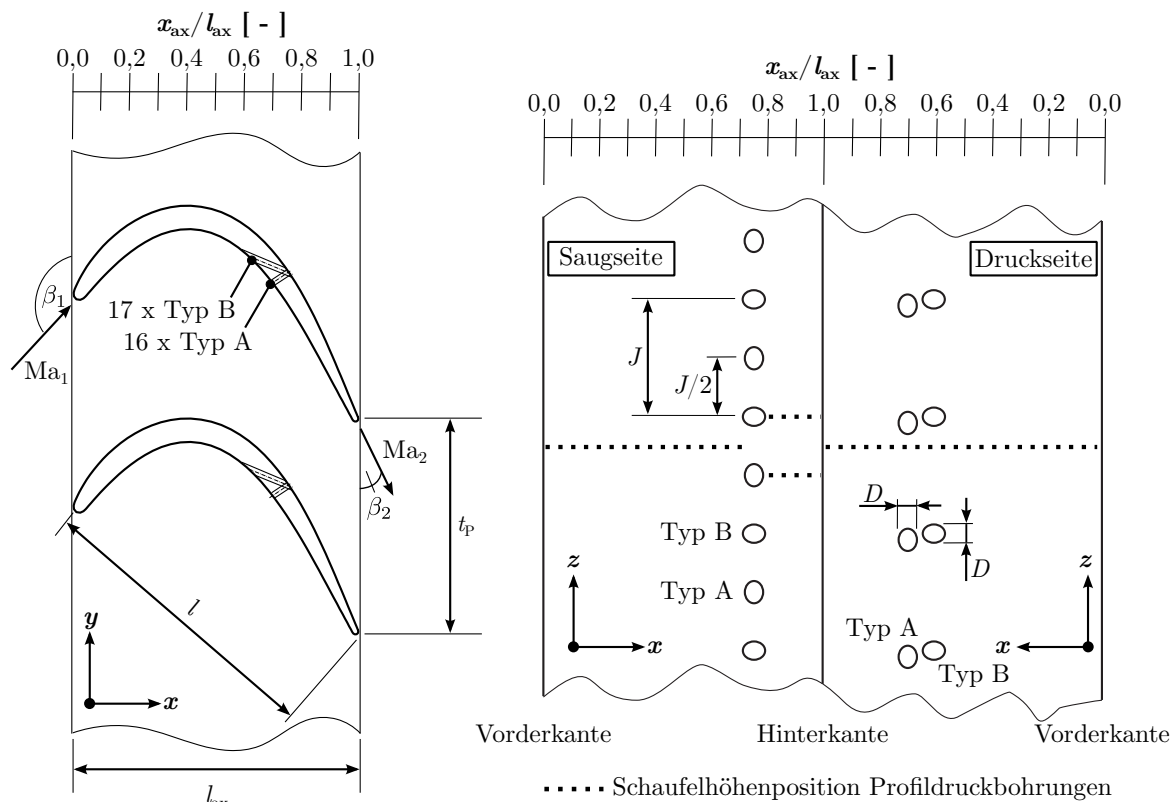 x_ax/l_ax [ - ]
0,0 0,2 0,4 0,6 0,8 1,0
β₁
Ma₁
17 x Typ B
16 x Typ A
Ma₂
β₂
t_P
l
y
x
l_ax
x_ax/l_ax [ - ]
0,0 0,2 0,4 0,6 0,8 1,0 0,8 0,6 0,4 0,2 0,0
Saugseite
Druckseite
J
J/2
D
D
Typ B
Typ A
z
x
Typ A
Typ B
z
x
Vorderkante Hinterkante Vorderkante
Schaufelhöhenposition Profildruckbohrungen